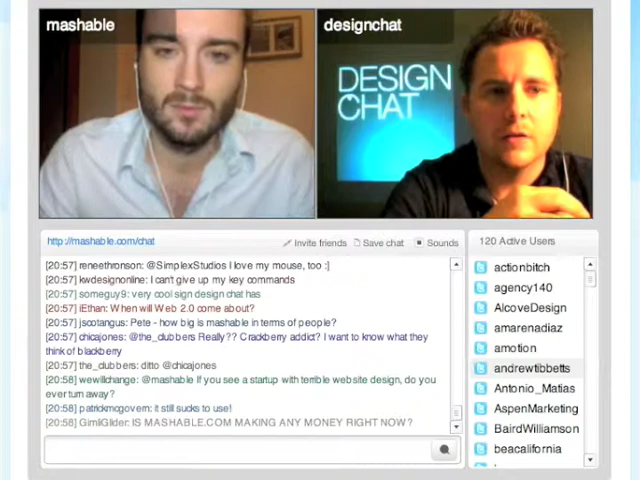 mashable
designchat
DESIGN
CHAT
http://mashable.com/chat
Invite friends
Save chat
Sounds
120 Active Users
[20:57] reneethronson: @SimplexStudios I love my mouse, too :]
[20:57] kwdesignonline: I can't give up my key commands
[20:57] someguy9: very cool sign design chat has
[20:57] iEthan: When will Web 2.0 come about?
[20:57] jscotangus: Pete - how big is mashable in terms of people?
[20:57] chicajones: @the_clubbers Really?? Crackberry addict? I want to know what they
think of blackberry
[20:57] the_clubbers: ditto @chicajones
[20:58] wewillchange: @mashable if you see a startup with terrible website design, do you
ever turn away?
[20:58] patrickmcgovern: it still sucks to use!
[20:58] GimliGlider: IS MASHABLE.COM MAKING ANY MONEY RIGHT NOW?
actionbitch
agency140
AlcoveDesign
amarenadiaz
amotion
andrewtibbetts
Antonio_Matias
AspenMarketing
BairdWilliamson
beacalifornia